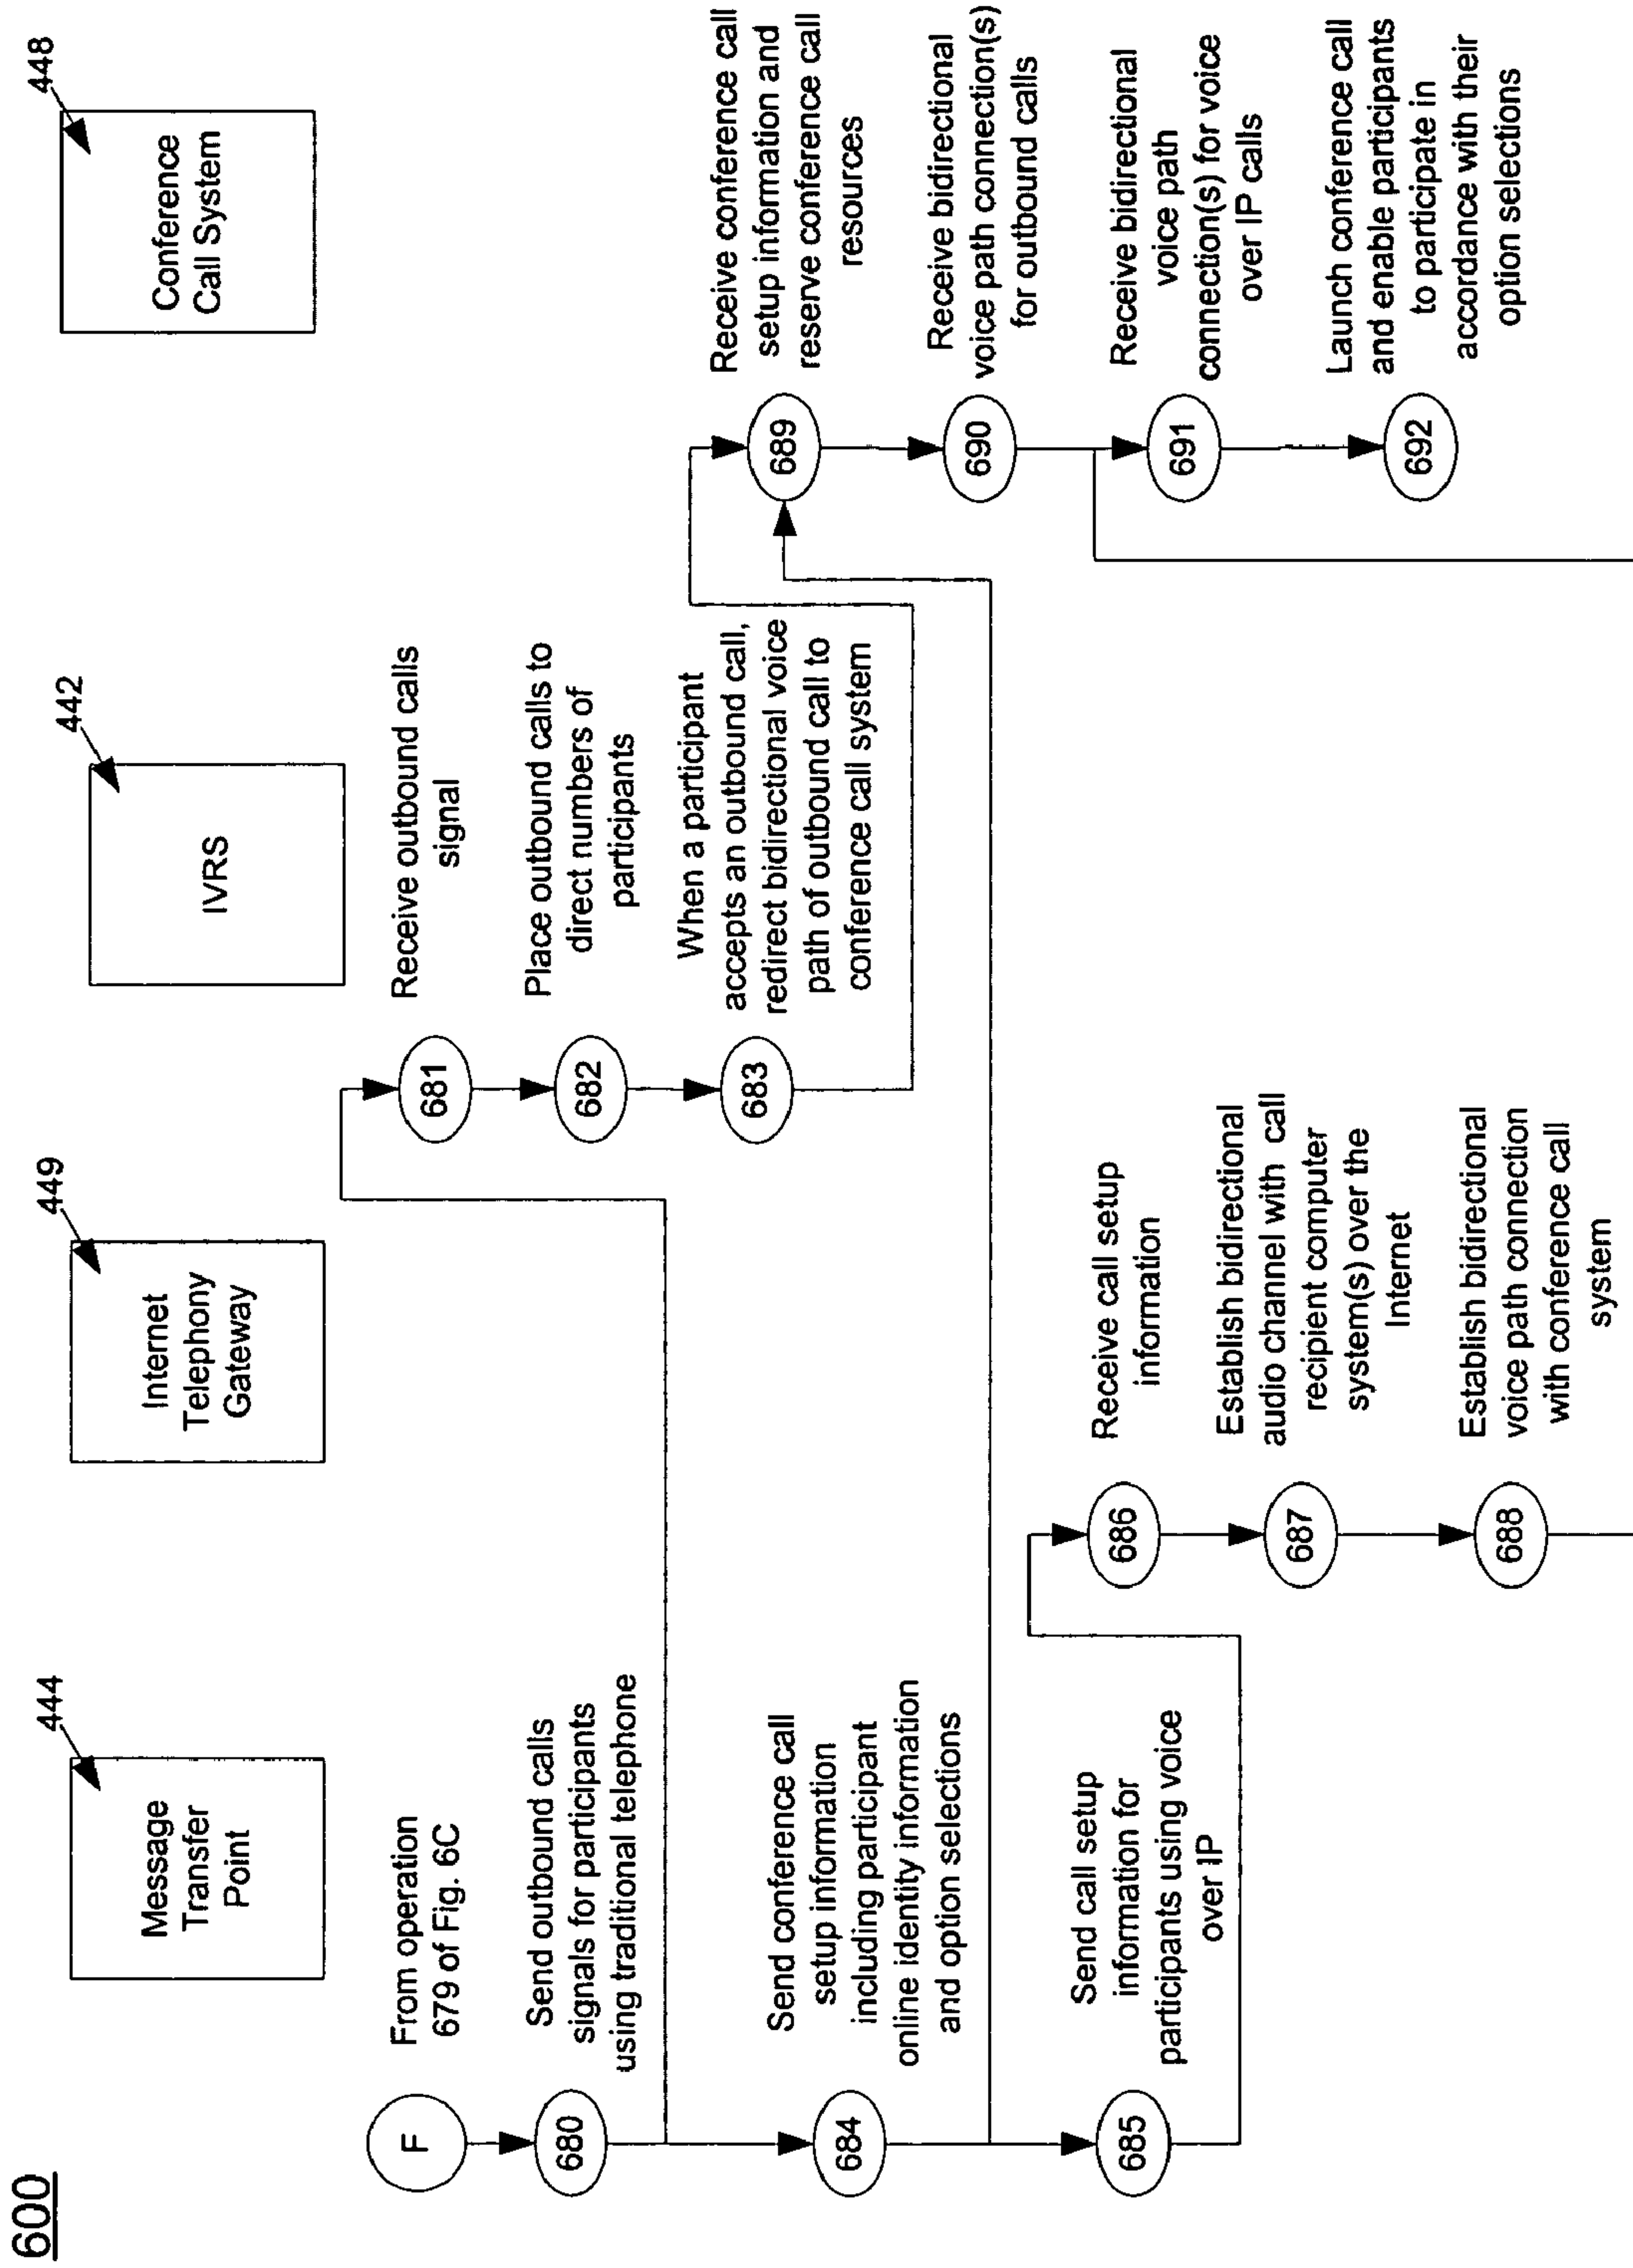 600
444
Message
Transfer
Point
449
Internet
Telephony
Gateway
442
IVRS
448
Conference
Call System
F
From operation
679 of Fig. 6C
680
Send outbound calls
signals for participants
using traditional telephone
684
Send conference call
setup information
including participant
online identity information
and option selections
685
Send call setup
information for
participants using voice
over IP
686
Receive call setup
information
687
Establish bidirectional
audio channel with call
recipient computer
system(s) over the
Internet
688
Establish bidirectional
voice path connection
with conference call
system
681
Receive outbound calls
signal
682
Place outbound calls to
direct numbers of
participants
683
When a participant
accepts an outbound call,
redirect bidirectional voice
path of outbound call to
conference call system
689
Receive conference call
setup information and
reserve conference call
resources
690
Receive bidirectional
voice path connection(s)
for outbound calls
691
Receive bidirectional
voice path
connection(s) for voice
over IP calls
692
Launch conference call
and enable participants
to participate in
accordance with their
option selections